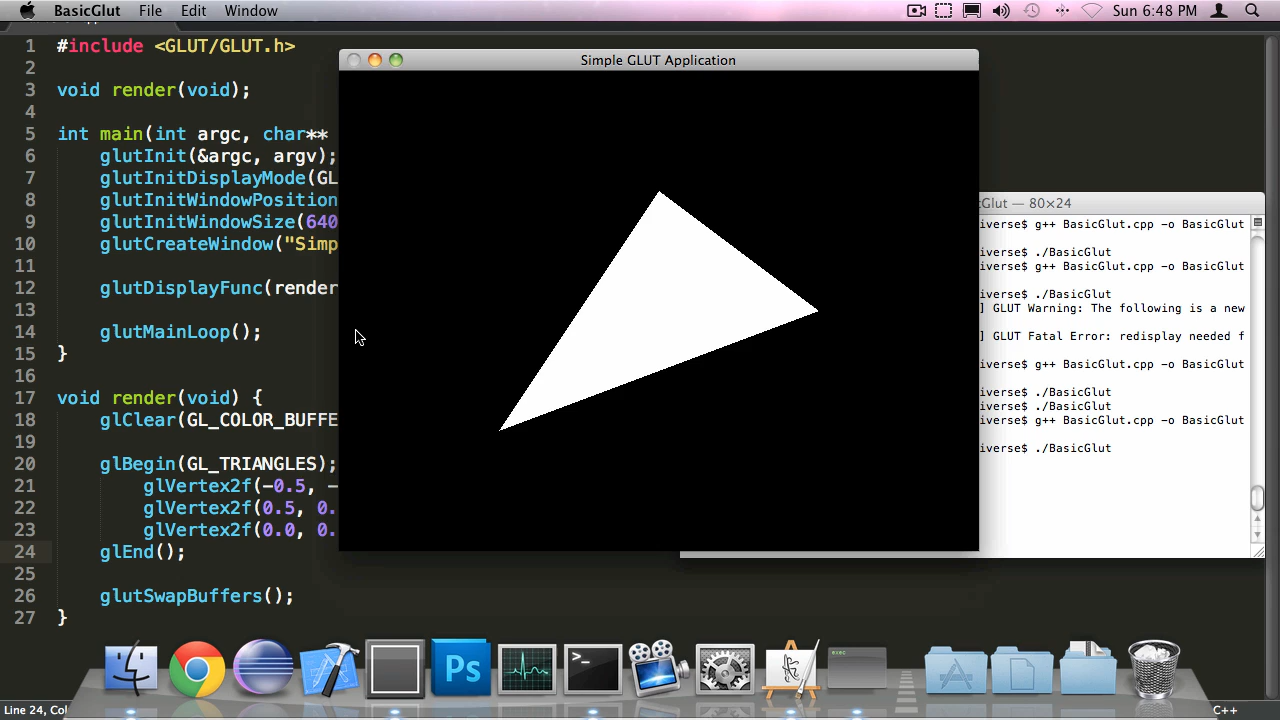 BasicGlut File Edit Window Sun 6:48 PM
1 #include <GLUT/GLUT.h>
2
3 void render(void);
4
5 int main(int argc, char**
6 glutInit(&argc, argv);
7 glutInitDisplayMode(GL
8 glutInitWindowPosition
9 glutInitWindowSize(640
10 glutCreateWindow("Simp
11
12 glutDisplayFunc(render
13
14 glutMainLoop();
15 }
16
17 void render(void) {
18 glClear(GL_COLOR_BUFFE
19
20 glBegin(GL_TRIANGLES);
21 glVertex2f(-0.5, -
22 glVertex2f(0.5, 0.
23 glVertex2f(0.0, 0.
24 glEnd();
25
26 glutSwapBuffers();
27 }
Simple GLUT Application
cGlut — 80×24
iverse$ g++ BasicGlut.cpp -o BasicGlut
iverse$ ./BasicGlut
iverse$ g++ BasicGlut.cpp -o BasicGlut
iverse$ ./BasicGlut
] GLUT Warning: The following is a new
] GLUT Fatal Error: redisplay needed f
iverse$ g++ BasicGlut.cpp -o BasicGlut
iverse$ ./BasicGlut
iverse$ ./BasicGlut
iverse$ g++ BasicGlut.cpp -o BasicGlut
iverse$ ./BasicGlut
Ps
>_
exec
Line 24, Col
C++